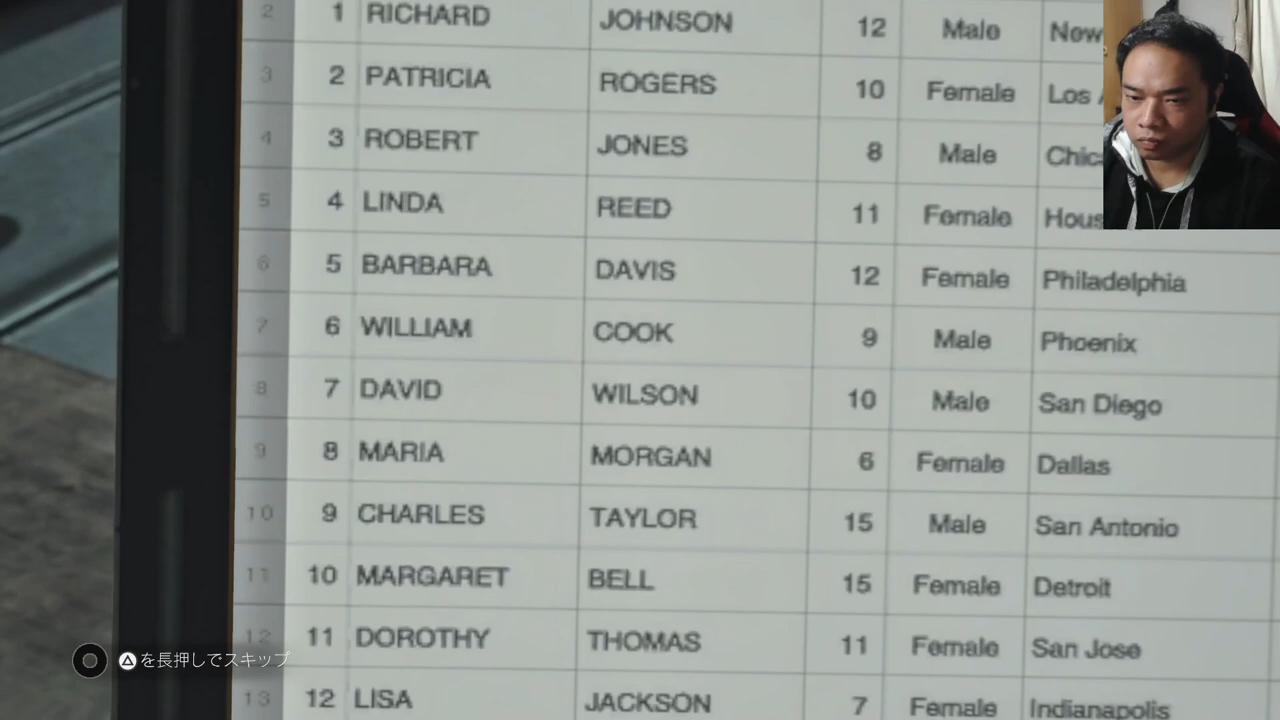 2 1 RICHARD JOHNSON 12 Male New
3 2 PATRICIA ROGERS 10 Female Los
4 3 ROBERT JONES 8 Male Chic
5 4 LINDA REED 11 Female Hous
6 5 BARBARA DAVIS 12 Female Philadelphia
7 6 WILLIAM COOK 9 Male Phoenix
8 7 DAVID WILSON 10 Male San Diego
9 8 MARIA MORGAN 6 Female Dallas
10 9 CHARLES TAYLOR 15 Male San Antonio
11 10 MARGARET BELL 15 Female Detroit
12 11 DOROTHY THOMAS 11 Female San Jose
13 12 LISA JACKSON 7 Female Indianapolis
を長押しでスキップ